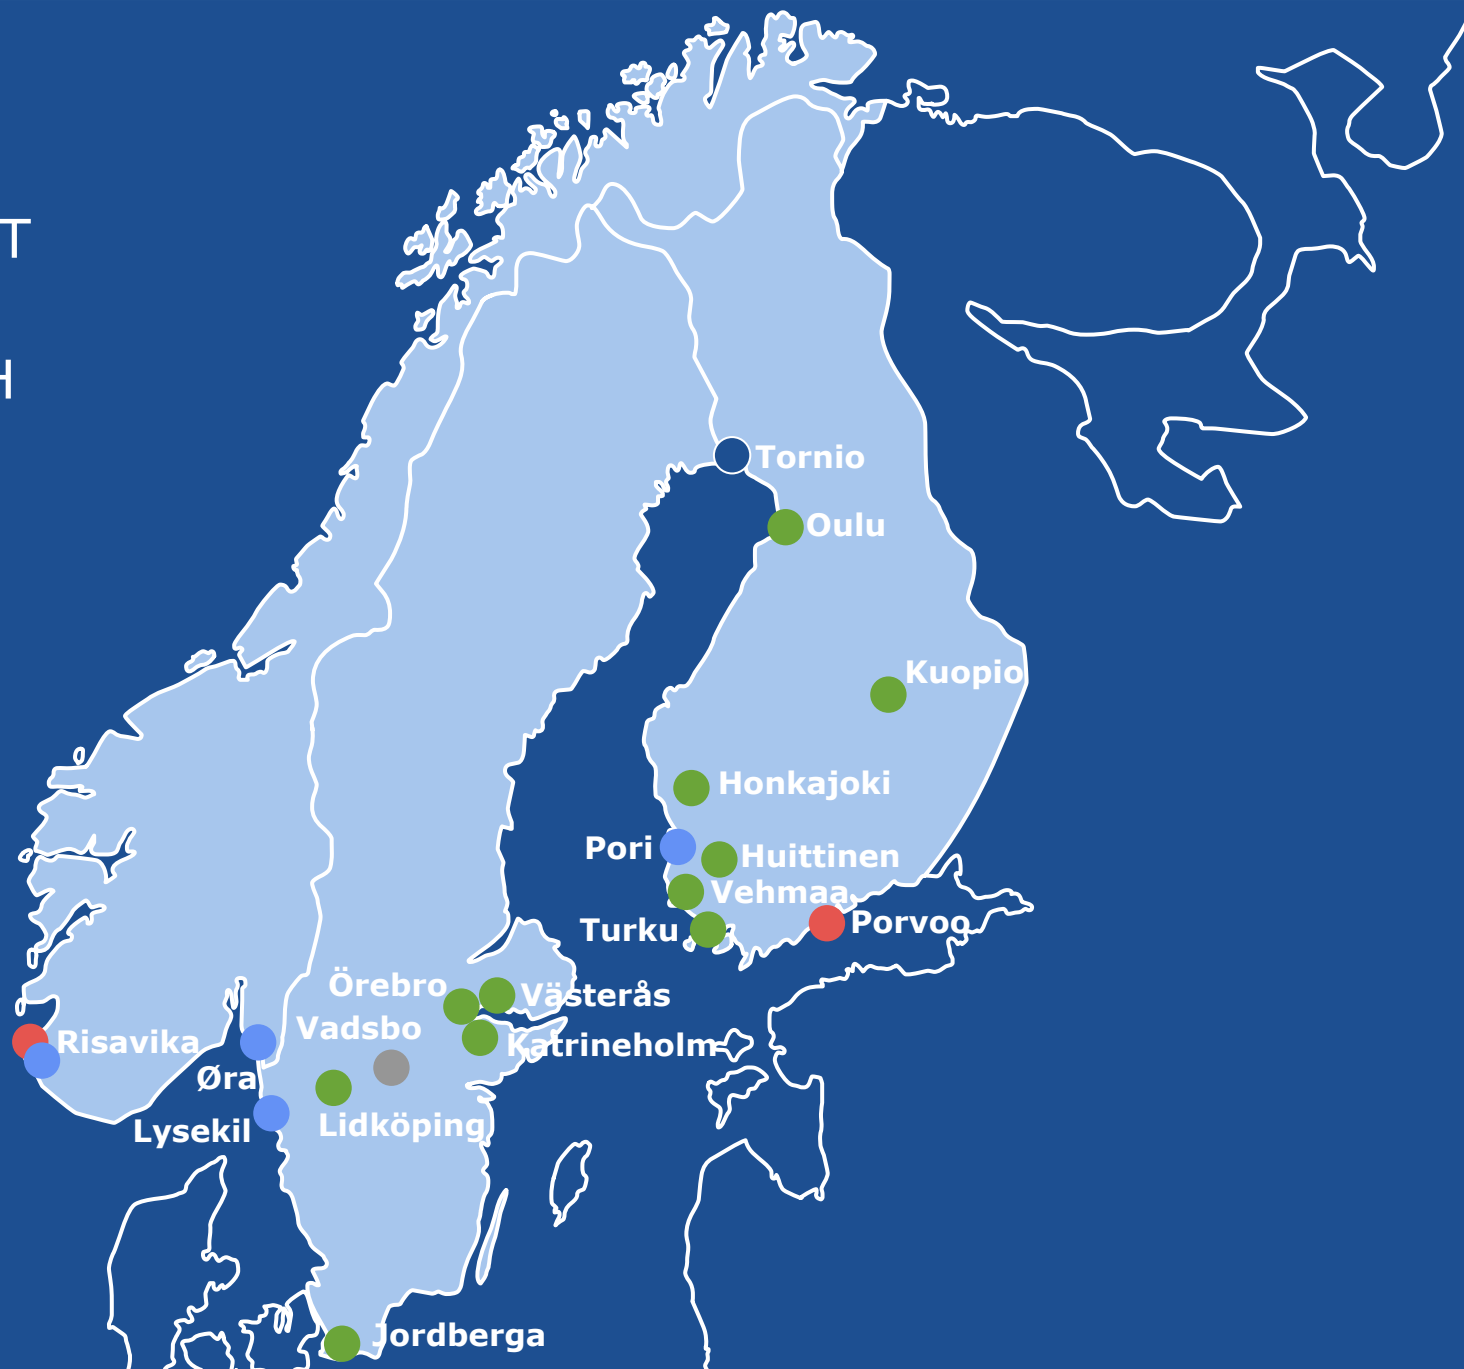 T
H
Tornio
Oulu
Kuopio
Honkajoki
Pori
Huittinen
Vehmaa
Turku
Porvoo
Örebro
Västerås
Vadsbo
Risavika
Katrineholm
Øra
Lidköping
Lysekil
Jordberga